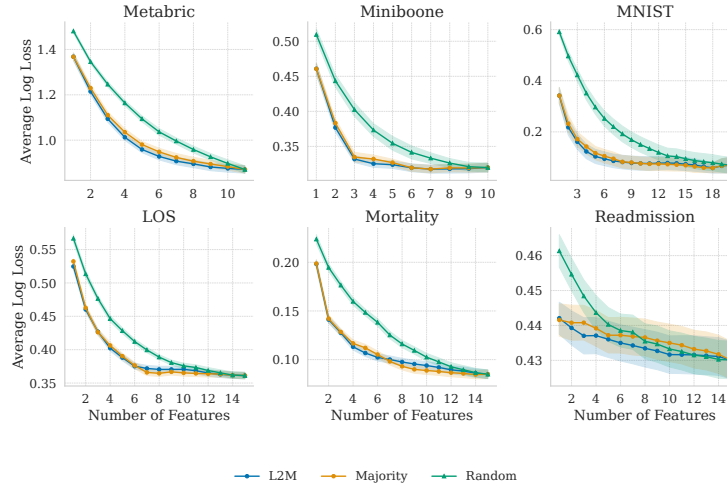 Metabric Miniboone MNIST
Average Log Loss
1.4
1.2
1.0
2 4 6 8 10
0.50
0.45
0.40
0.35
1 2 3 4 5 6 7 8 9 10
0.6
0.4
0.2
3 6 9 12 15 18
LOS Mortality Readmission
Average Log Loss
0.55
0.50
0.45
0.40
0.35
2 4 6 8 10 12 14
Number of Features
0.20
0.15
0.10
2 4 6 8 10 12 14
Number of Features
0.46
0.45
0.44
0.43
2 4 6 8 10 12 14
Number of Features
L2M Majority Random